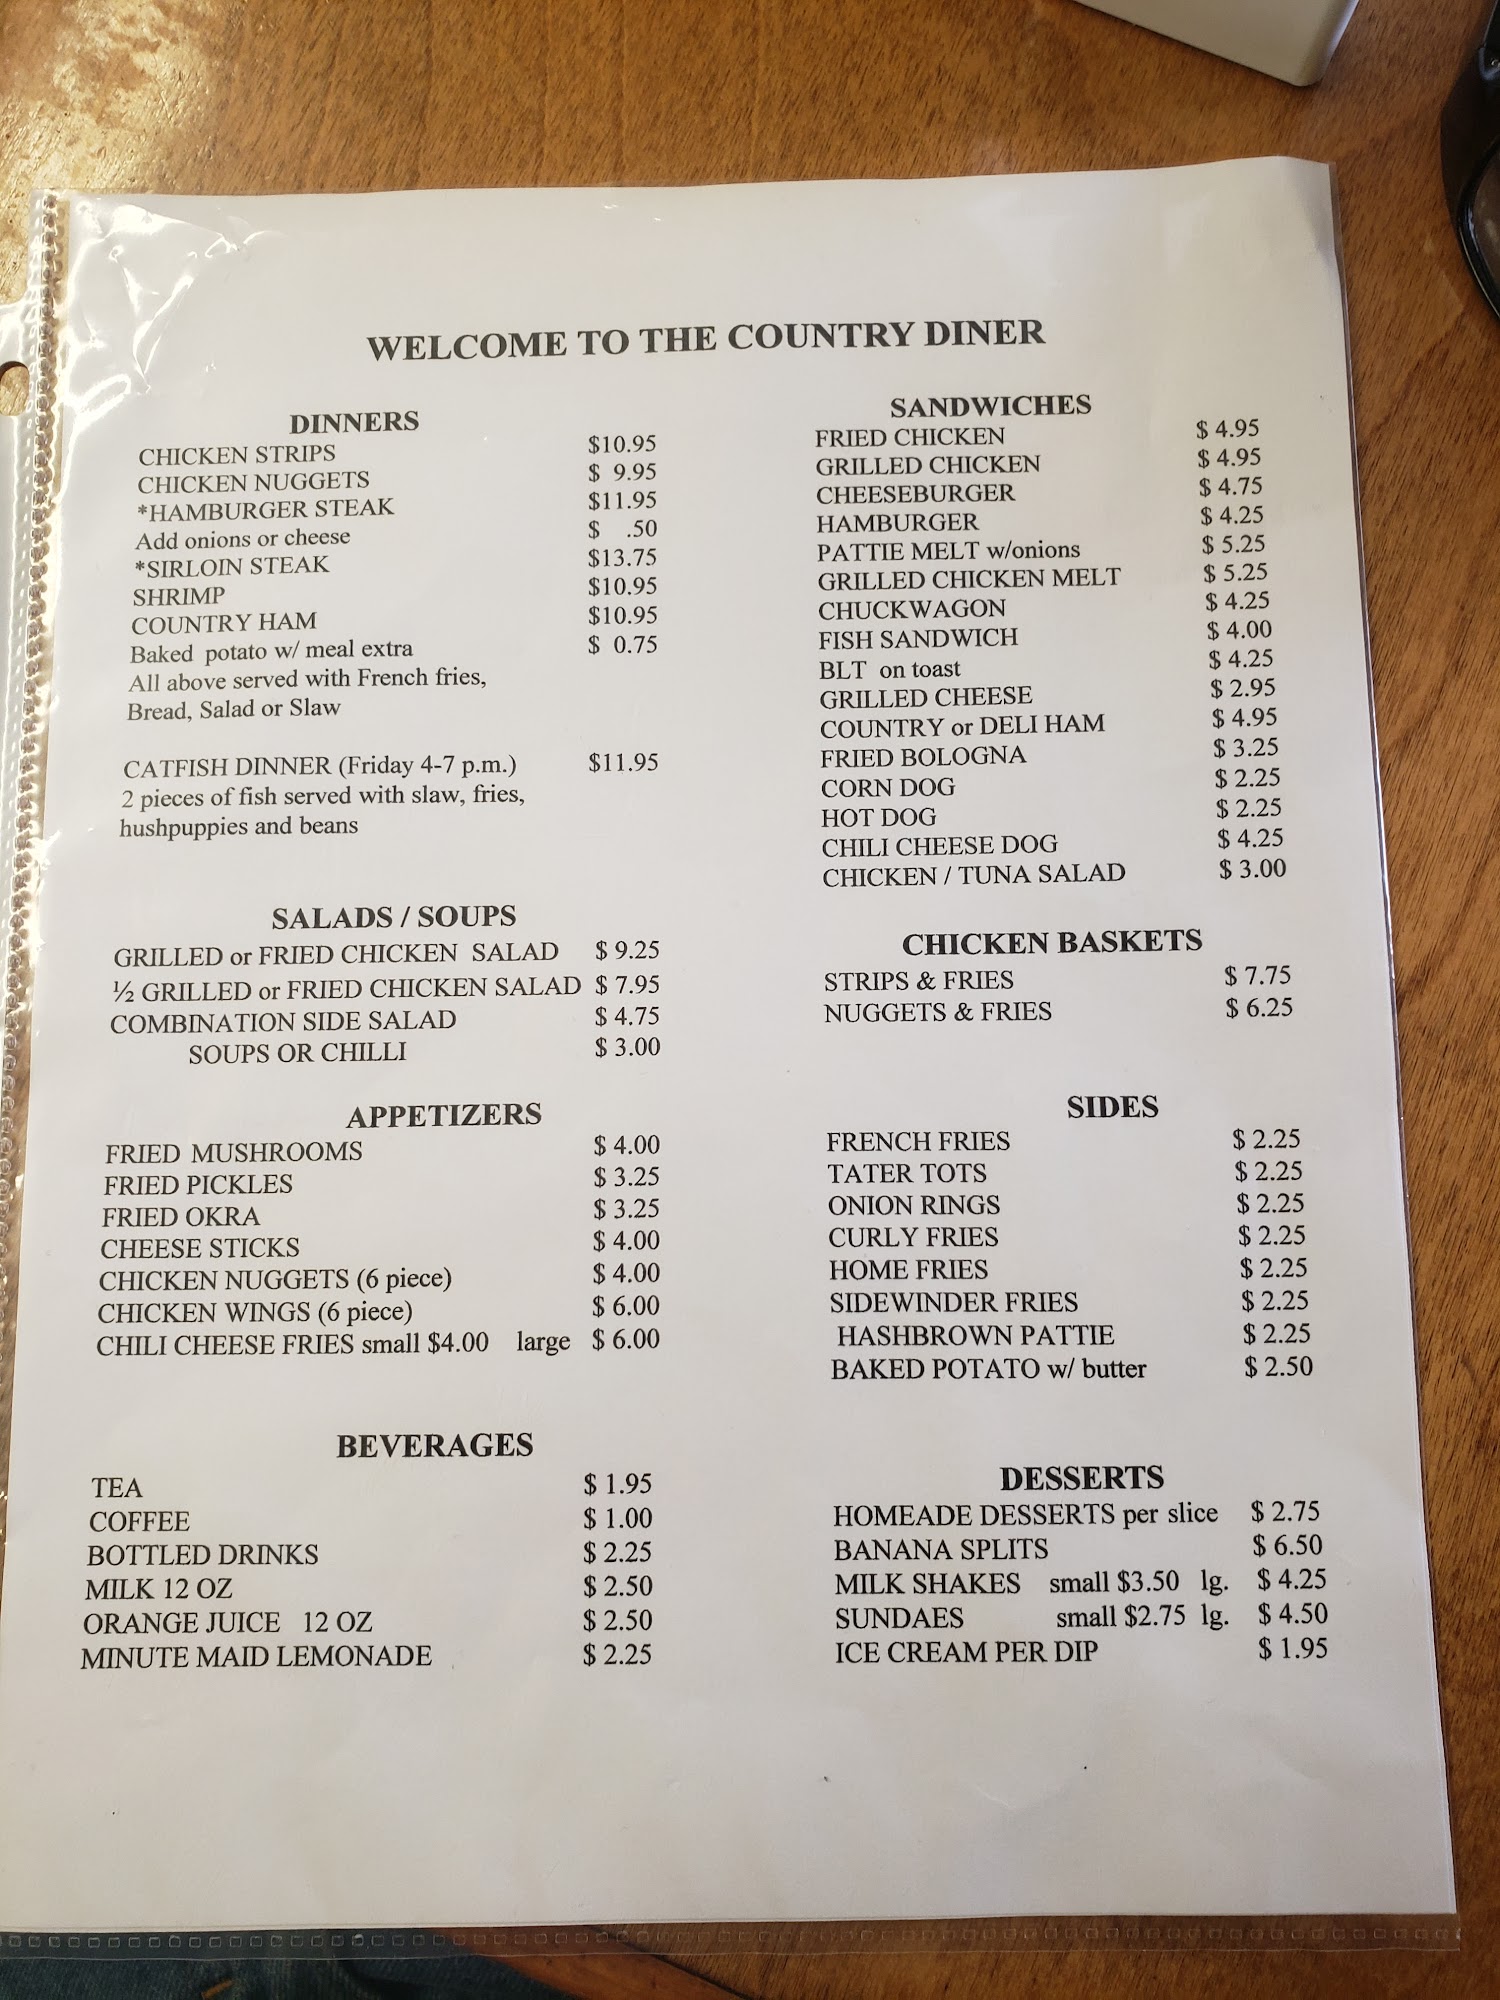 WELCOME TO THE COUNTRY DINER
DINNERS
CHICKEN STRIPS $10.95
CHICKEN NUGGETS $ 9.95
*HAMBURGER STEAK $11.95
Add onions or cheese $ .50
*SIRLOIN STEAK $13.75
SHRIMP $10.95
COUNTRY HAM $10.95
Baked potato w/ meal extra $ 0.75
All above served with French fries,
Bread, Salad or Slaw
CATFISH DINNER (Friday 4-7 p.m.) $11.95
2 pieces of fish served with slaw, fries,
hushpuppies and beans
SALADS / SOUPS
GRILLED or FRIED CHICKEN SALAD $ 9.25
½ GRILLED or FRIED CHICKEN SALAD $ 7.95
COMBINATION SIDE SALAD $ 4.75
SOUPS OR CHILLI $ 3.00
APPETIZERS
FRIED MUSHROOMS $ 4.00
FRIED PICKLES $ 3.25
FRIED OKRA $ 3.25
CHEESE STICKS $ 4.00
CHICKEN NUGGETS (6 piece) $ 4.00
CHICKEN WINGS (6 piece) $ 6.00
CHILI CHEESE FRIES small $4.00 large $ 6.00
BEVERAGES
TEA $ 1.95
COFFEE $ 1.00
BOTTLED DRINKS $ 2.25
MILK 12 OZ $ 2.50
ORANGE JUICE 12 OZ $ 2.50
MINUTE MAID LEMONADE $ 2.25
SANDWICHES
FRIED CHICKEN $ 4.95
GRILLED CHICKEN $ 4.95
CHEESEBURGER $ 4.75
HAMBURGER $ 4.25
PATTIE MELT w/onions $ 5.25
GRILLED CHICKEN MELT $ 5.25
CHUCKWAGON $ 4.25
FISH SANDWICH $ 4.00
BLT on toast $ 4.25
GRILLED CHEESE $ 2.95
COUNTRY or DELI HAM $ 4.95
FRIED BOLOGNA $ 3.25
CORN DOG $ 2.25
HOT DOG $ 2.25
CHILI CHEESE DOG $ 4.25
CHICKEN / TUNA SALAD $ 3.00
CHICKEN BASKETS
STRIPS & FRIES $ 7.75
NUGGETS & FRIES $ 6.25
SIDES
FRENCH FRIES $ 2.25
TATER TOTS $ 2.25
ONION RINGS $ 2.25
CURLY FRIES $ 2.25
HOME FRIES $ 2.25
SIDEWINDER FRIES $ 2.25
HASHBROWN PATTIE $ 2.25
BAKED POTATO w/ butter $ 2.50
DESSERTS
HOMEADE DESSERTS per slice $ 2.75
BANANA SPLITS $ 6.50
MILK SHAKES small $3.50 lg. $ 4.25
SUNDAES small $2.75 lg. $ 4.50
ICE CREAM PER DIP $ 1.95